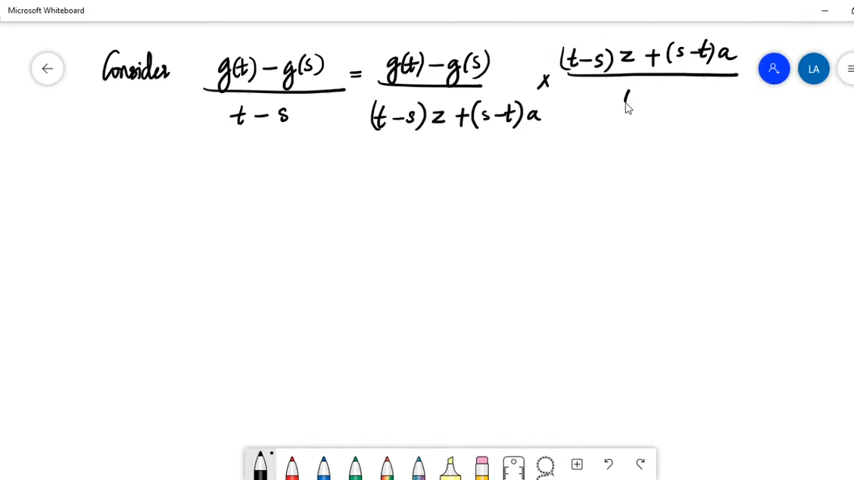 Microsoft Whiteboard
Consider g(t) - g(s) / t - s = g(t) - g(s) / (t-s) z + (s-t) a × (t-s) z + (s-t) a /
LA